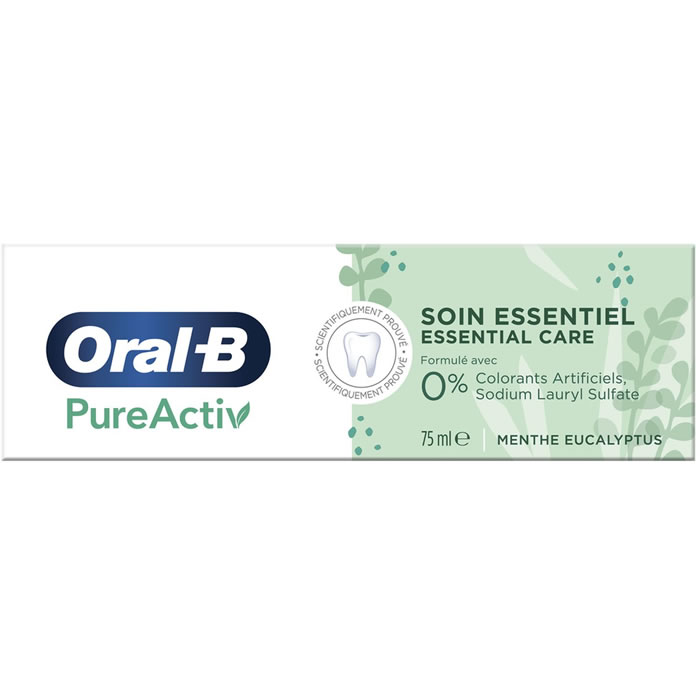 Oral-B
PureActiv
• SCIENTIFIQUEMENT PROUVÉ
• SCIENTIFIQUEMENT PROUVÉ
SOIN ESSENTIEL
ESSENTIAL CARE
Formulé avec
0% Colorants Artificiels,
Sodium Lauryl Sulfate
75 ml ℮ | MENTHE EUCALYPTUS